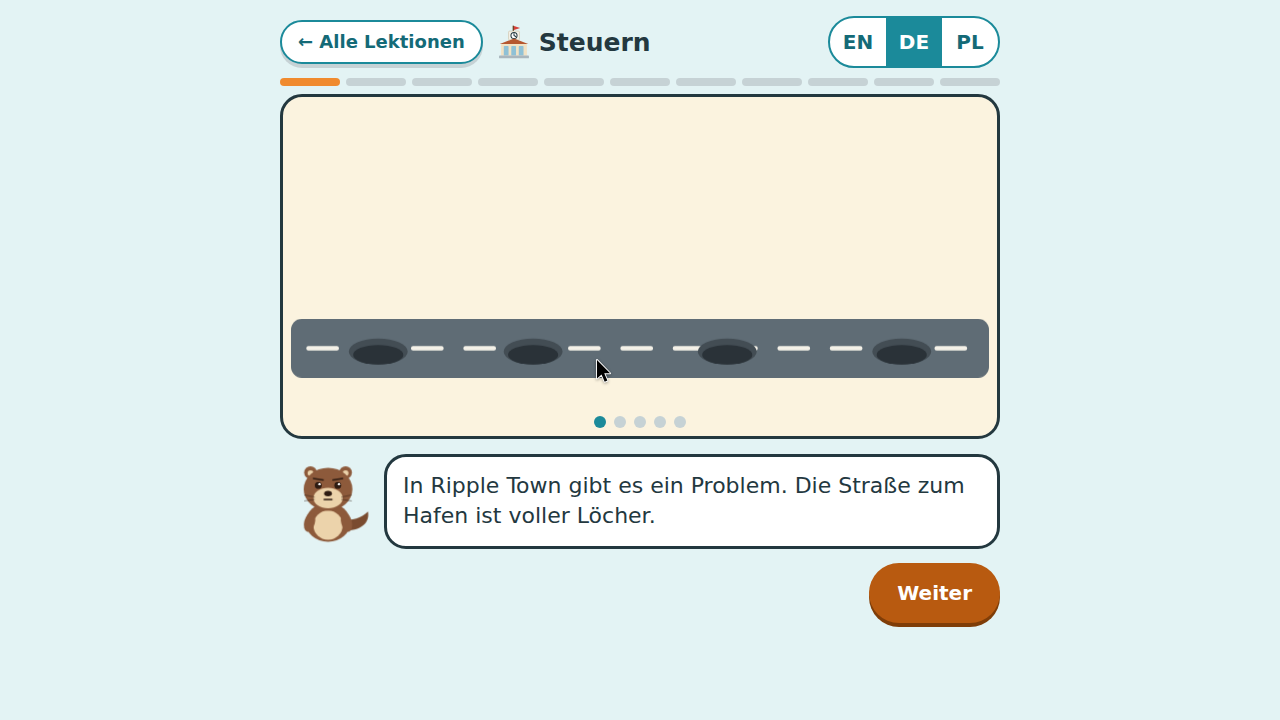 ← Alle Lektionen
Steuern
EN DE PL
In Ripple Town gibt es ein Problem. Die Straße zum
Hafen ist voller Löcher.
Weiter